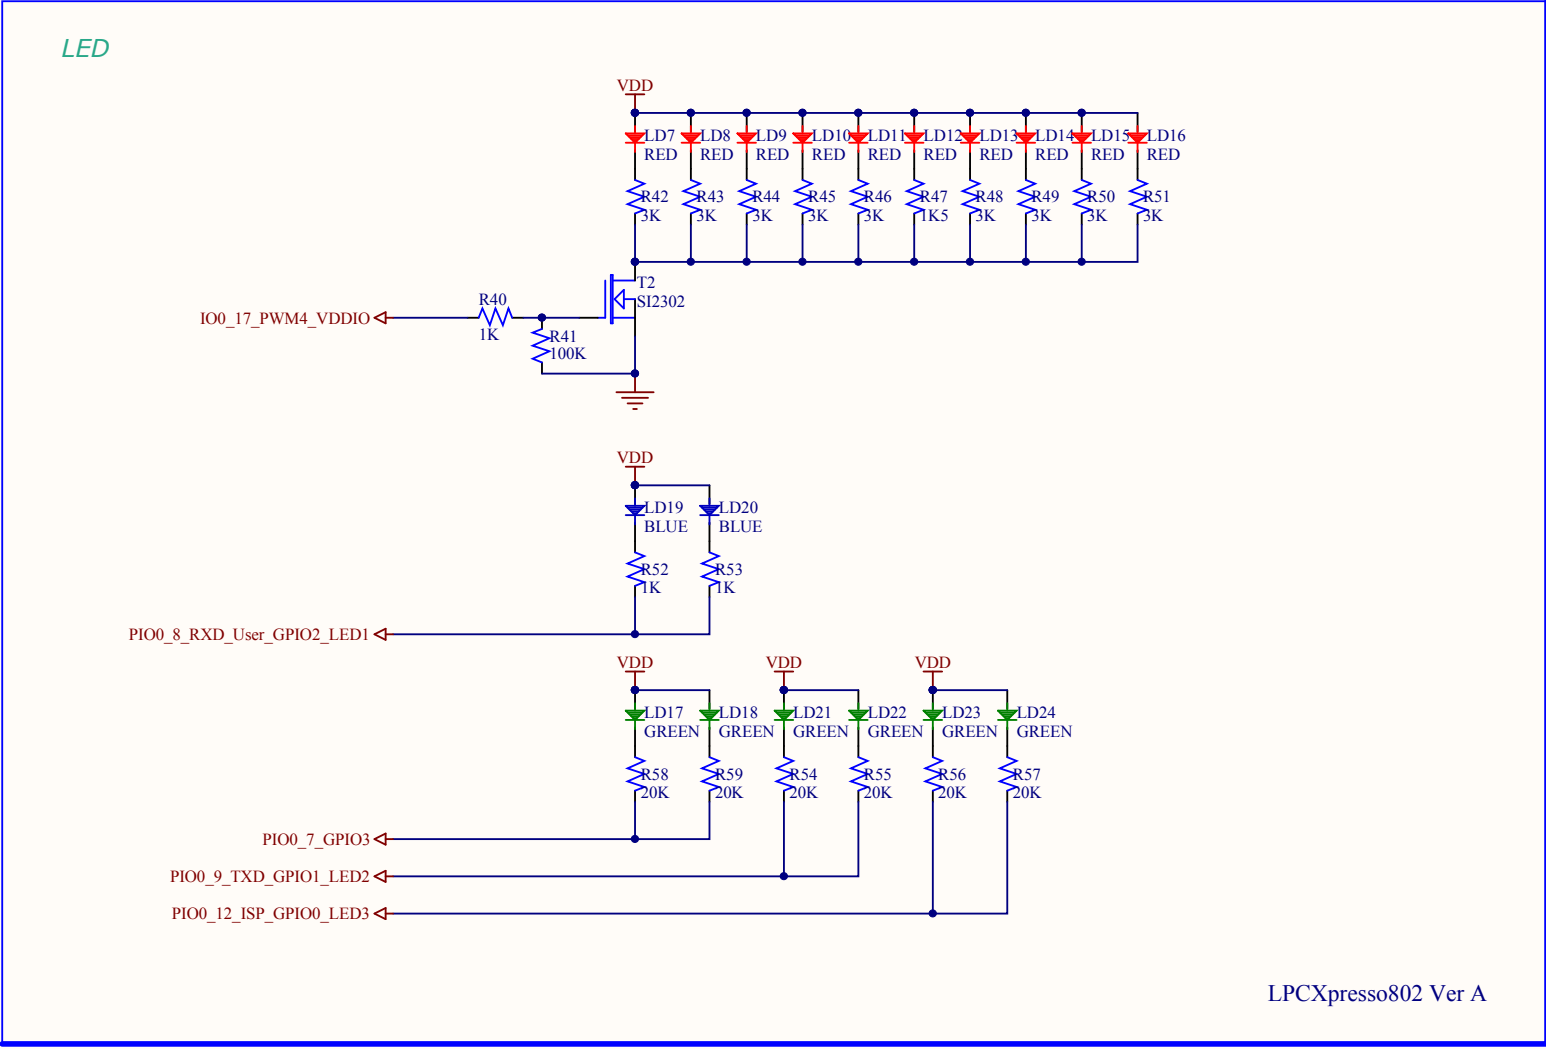 LED
VDD
LD7 LD8 LD9 LD10 LD11 LD12 LD13 LD14 LD15 LD16
RED RED RED RED RED RED RED RED RED RED
R42 R43 R44 R45 R46 R47 R48 R49 R50 R51
3K 3K 3K 3K 3K 1K5 3K 3K 3K 3K
T2
SI2302
R40
IO0_17_PWM4_VDDIO
1K
R41
100K
VDD
LD19 LD20
BLUE BLUE
R52 R53
1K 1K
PIO0_8_RXD_User_GPIO2_LED1
VDD VDD VDD
LD17 LD18 LD21 LD22 LD23 LD24
GREEN GREEN GREEN GREEN GREEN GREEN
R58 R59 R54 R55 R56 R57
20K 20K 20K 20K 20K 20K
PIO0_7_GPIO3
PIO0_9_TXD_GPIO1_LED2
PIO0_12_ISP_GPIO0_LED3
LPCXpresso802 Ver A